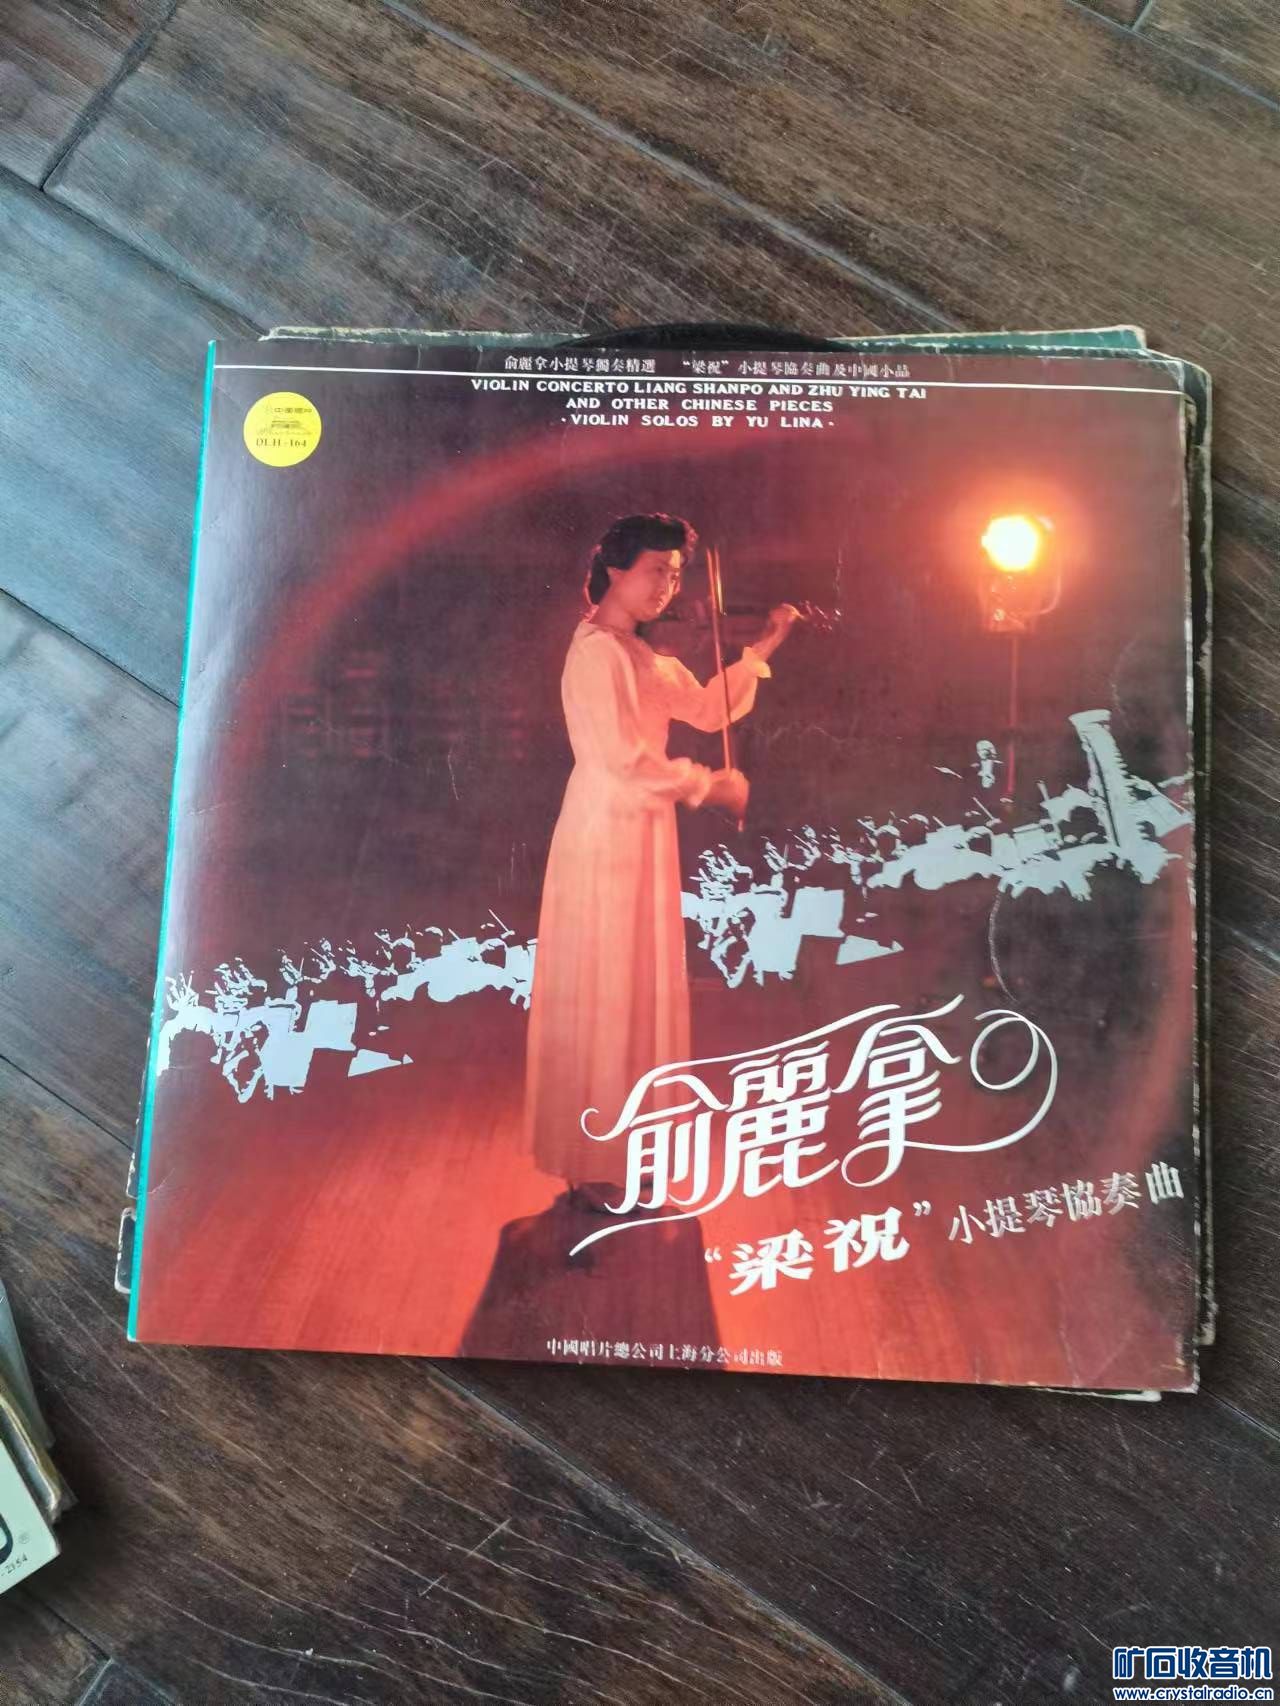 俞麗拿小提琴獨奏精選 “梁祝”小提琴協奏曲及中國小品
VIOLIN CONCERTO LIANG SHANPO AND ZHU YING TAI
AND OTHER CHINESE PIECES
·VIOLIN SOLOS BY YU LINA·
中國唱片
DLH-164
俞麗拿
“梁祝”小提琴協奏曲
中國唱片總公司上海分公司出版
-2154
矿石收音机
www.crystalradio.cn